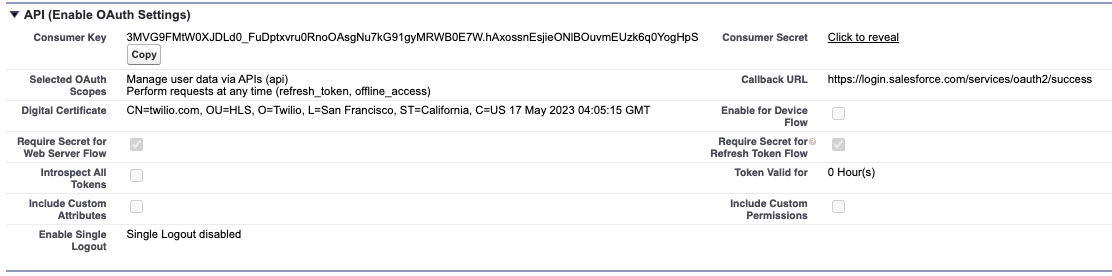 API (Enable OAuth Settings)
Consumer Key 3MVG9FMtW0XJDLd0_FuDptxvru0RnoOAsgNu7kG91gyMRWB0E7W.hAxossnEsjieONIBOuvmEUzk6q0YogHpS Consumer Secret Click to reveal
Copy
Selected OAuth Scopes Manage user data via APIs (api) Callback URL https://login.salesforce.com/services/oauth2/success
Perform requests at any time (refresh_token, offline_access)
Digital Certificate CN=twilio.com, OU=HLS, O=Twilio, L=San Francisco, ST=California, C=US 17 May 2023 04:05:15 GMT Enable for Device
Flow
Require Secret for Require Secret for
Web Server Flow Refresh Token Flow
Introspect All Token Valid for 0 Hour(s)
Tokens
Include Custom Include Custom
Attributes Permissions
Enable Single Single Logout disabled
Logout